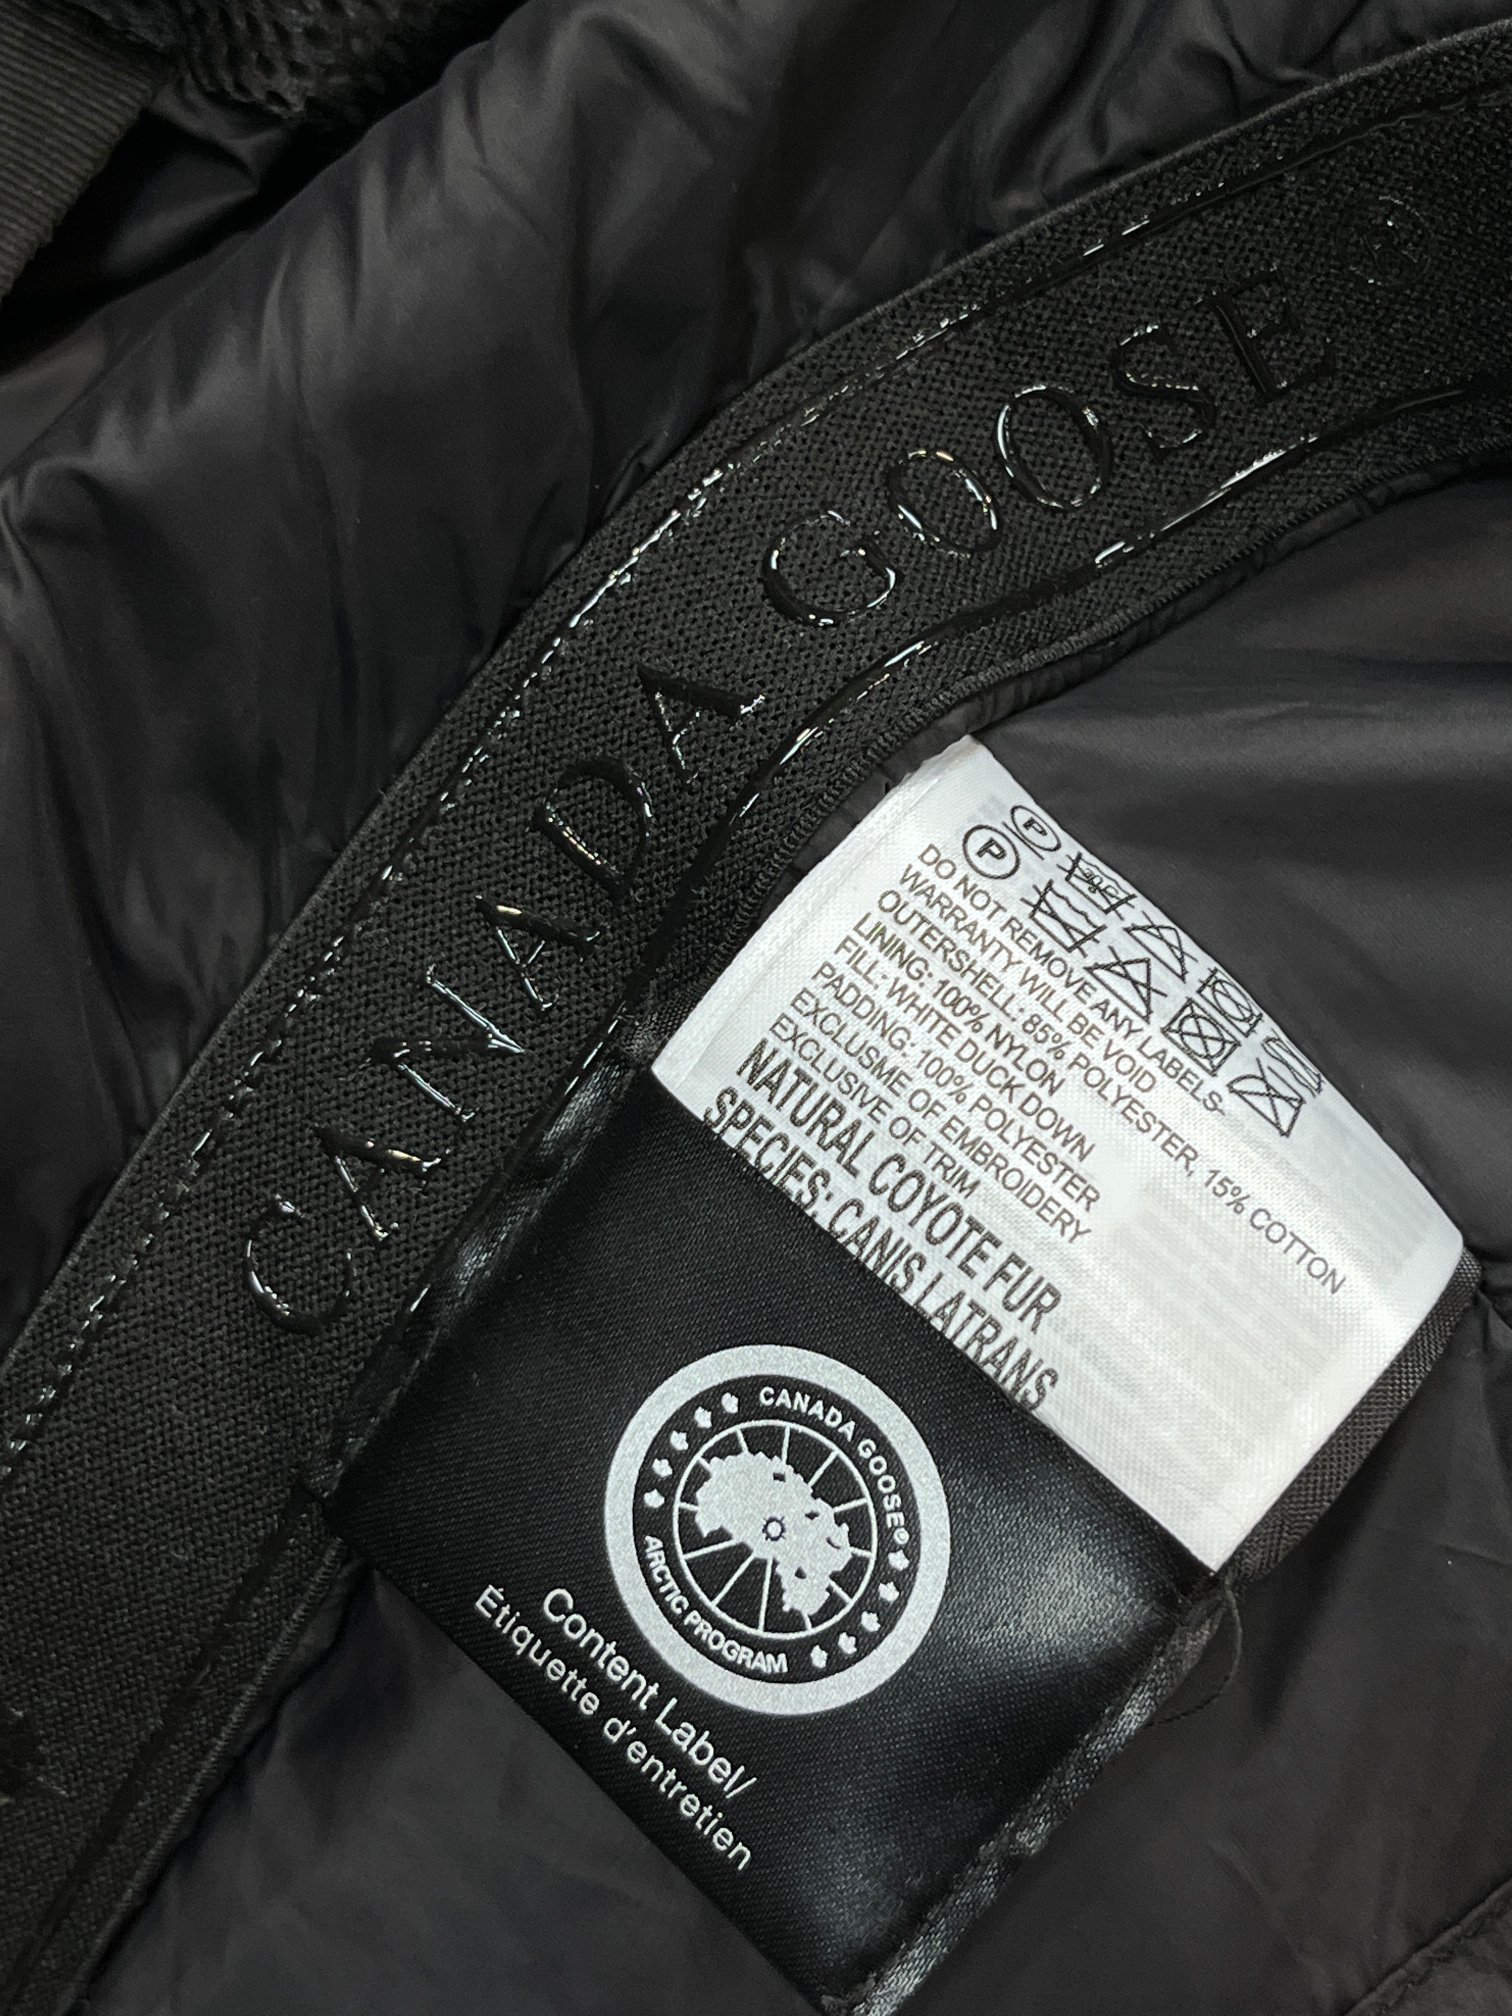 CANADA GOOSE®
DO NOT REMOVE ANY LABELS-
WARRANTY WILL BE VOID
OUTERSHELL: 85% POLYESTER, 15% COTTON
LINING: 100% NYLON
FILL: WHITE DUCK DOWN
PADDING: 100% POLYESTER
EXCLUSME OF EMBROIDERY
EXCLUSIVE OF TRIM
NATURAL COYOTE FUR
SPECIES: CANIS LATRANS
CANADA GOOSE®
ARCTIC PROGRAM
Content Label/
Étiquette d'entretien
P
P